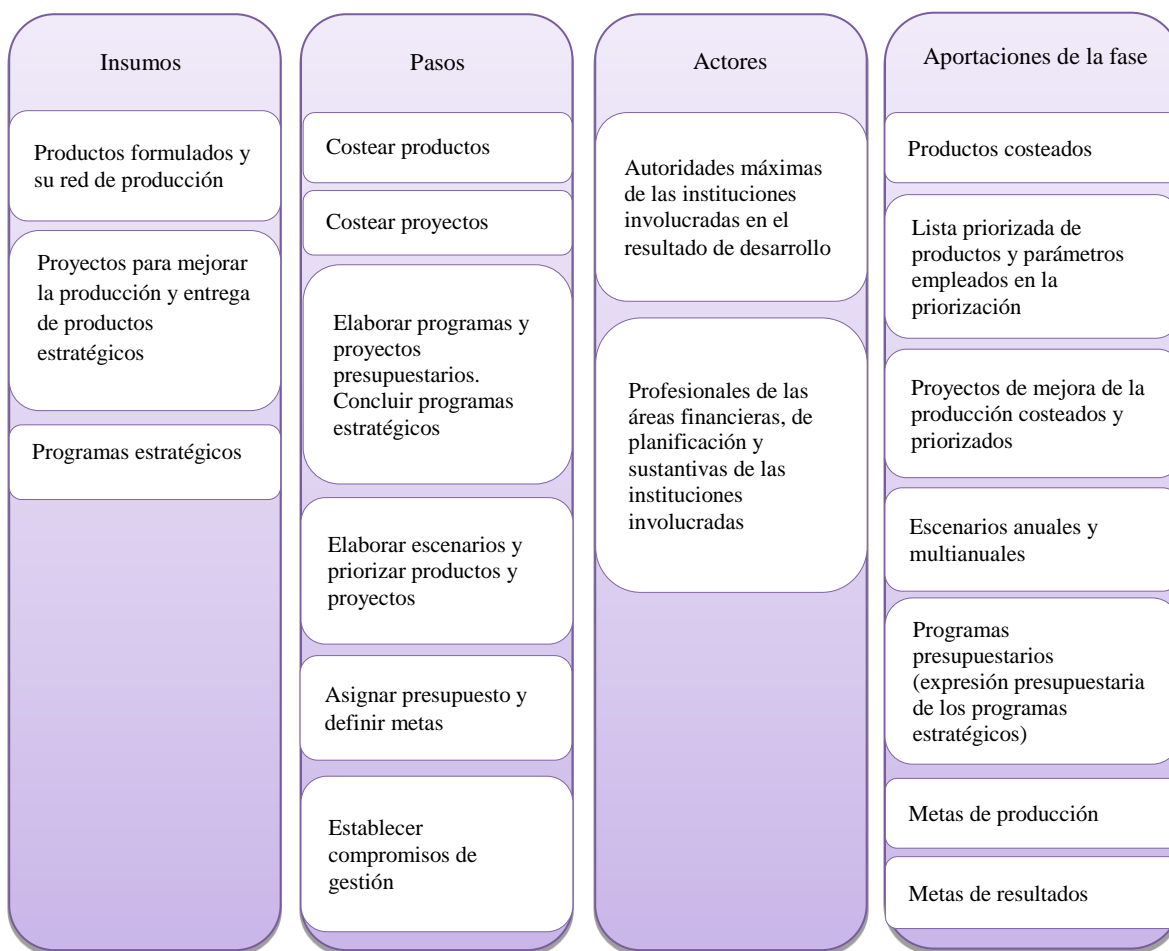 Insumos
Productos formulados y
su red de producción
Proyectos para mejorar
la producción y entrega
de productos
estratégicos
Programas estratégicos
Pasos
Costear productos
Costear proyectos
Elaborar programas y
proyectos
presupuestarios.
Concluir programas
estratégicos
Elaborar escenarios y
priorizar productos y
proyectos
Asignar presupuesto y
definir metas
Establecer
compromisos de
gestión
Actores
Autoridades máximas
de las instituciones
involucradas en el
resultado de desarrollo
Profesionales de las
áreas financieras, de
planificación y
sustantivas de las
instituciones
involucradas
Aportaciones de la fase
Productos costeados
Lista priorizada de
productos y parámetros
empleados en la
priorización
Proyectos de mejora de la
producción costeados y
priorizados
Escenarios anuales y
multianuales
Programas
presupuestarios
(expresión presupuestaria
de los programas
estratégicos)
Metas de producción
Metas de resultados